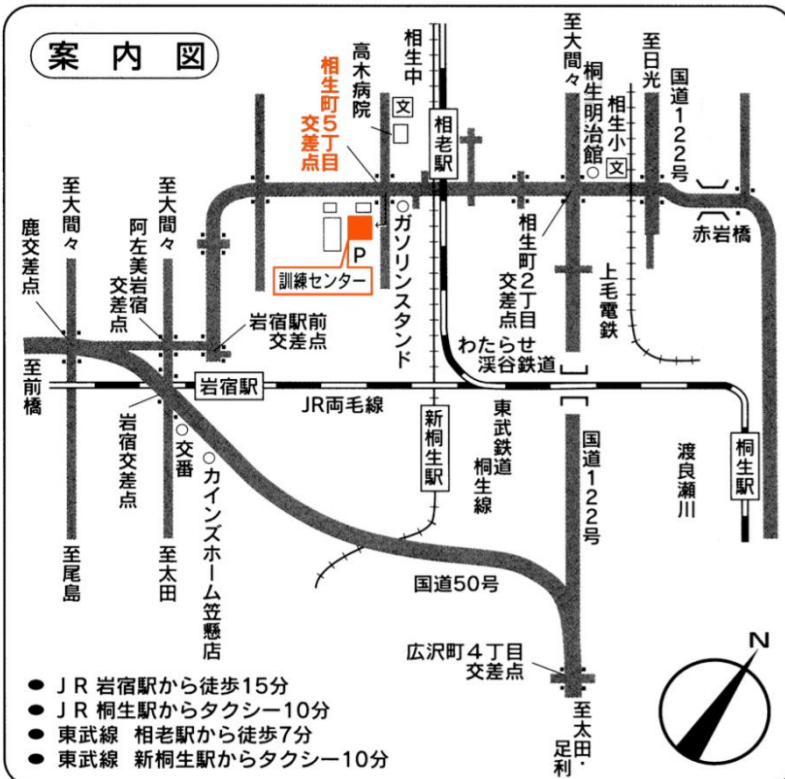 案内図
高木病院
相生中
文
相生町5丁目
交差点
相老駅
至大間々
桐生明治館
相生小
文
至日光
国道122号
赤岩橋
ガソリンスタンド
P
訓練センター
相生町2丁目
交差点
上毛電鉄
至大間々
鹿交差点
至大間々
阿左美岩宿
交差点
岩宿駅前
交差点
至前橋
岩宿駅
JR両毛線
わたらせ
渓谷鉄道
岩宿交差点
交番
カインズホーム笠懸店
新桐生駅
東武鉄道
桐生線
国道122号
渡良瀬川
桐生駅
至尾島
至太田
国道50号
広沢町4丁目
交差点
至太田・
足利
N
● JR 岩宿駅から徒歩15分
● JR 桐生駅からタクシー10分
● 東武線 相老駅から徒歩7分
● 東武線 新桐生駅からタクシー10分